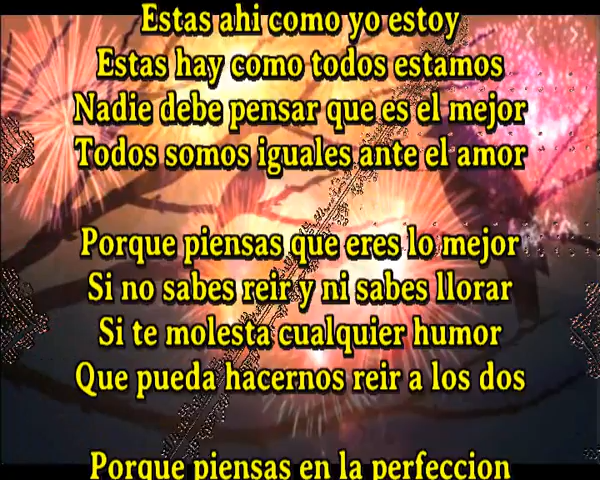 Estas ahi como yo estoy
Estas hay como todos estamos
Nadie debe pensar que es el mejor
Todos somos iguales ante el amor
Porque piensas que eres lo mejor
Si no sabes reir y ni sabes llorar
Si te molesta cualquier humor
Que pueda hacernos reir a los dos
Porque piensas en la perfeccion